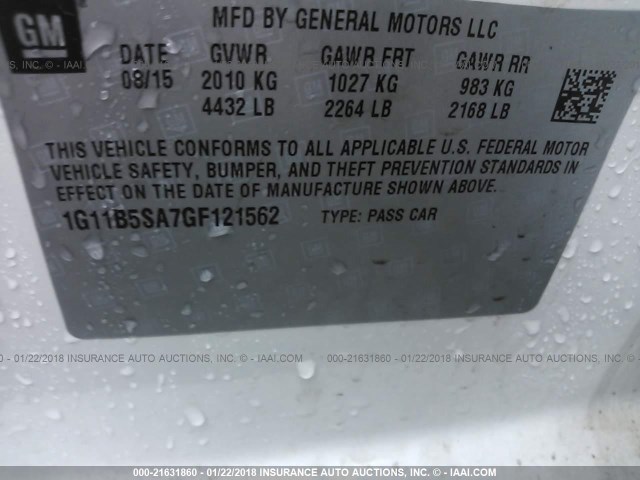 GM
MFD BY GENERAL MOTORS LLC
DATE GVWR GAWR FRT GAWR RR
08/15 2010 KG 1027 KG 983 KG
4432 LB 2264 LB 2168 LB
THIS VEHICLE CONFORMS TO ALL APPLICABLE U.S. FEDERAL MOTOR
VEHICLE SAFETY, BUMPER, AND THEFT PREVENTION STANDARDS IN
EFFECT ON THE DATE OF MANUFACTURE SHOWN ABOVE.
1G11B5SA7GF121562 TYPE: PASS CAR
0 - 01/22/2018 INSURANCE AUTO AUCTIONS, INC. - IAAI.COM
000-21631860 - 01/22/2018 INSURANCE AUTO AUCTIONS, INC.
000-21631860 - 01/22/2018 INSURANCE AUTO AUCTIONS, INC. - IAAI.COM